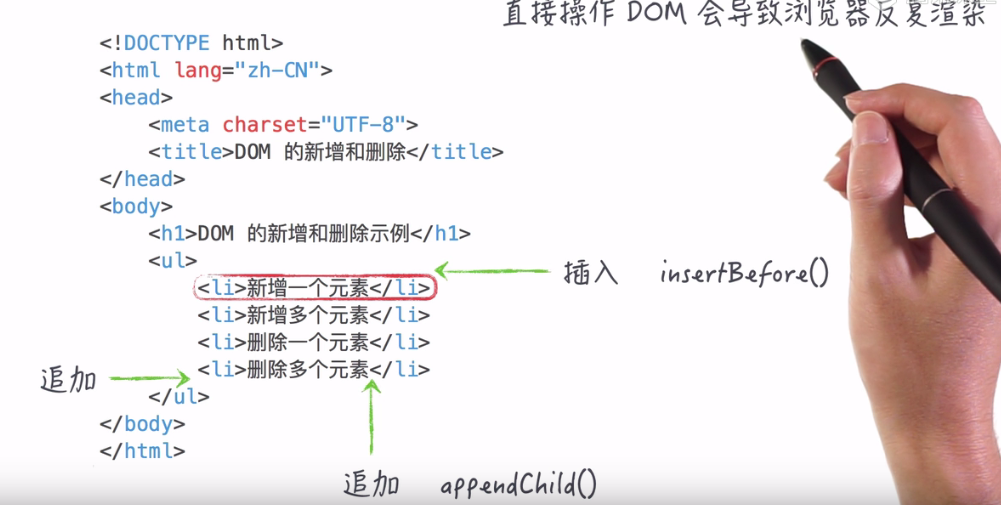 直接操作 DOM 会导致浏览器反复渲染
<!DOCTYPE html>
<html lang="zh-CN">
<head>
<meta charset="UTF-8">
<title>DOM 的新增和删除</title>
</head>
<body>
<h1>DOM 的新增和删除示例</h1>
<ul>
插入 insertBefore()
<li>新增一个元素</li>
<li>新增多个元素</li>
<li>删除一个元素</li>
<li>删除多个元素</li>
追加
</ul>
</body>
</html>
追加 appendChild()